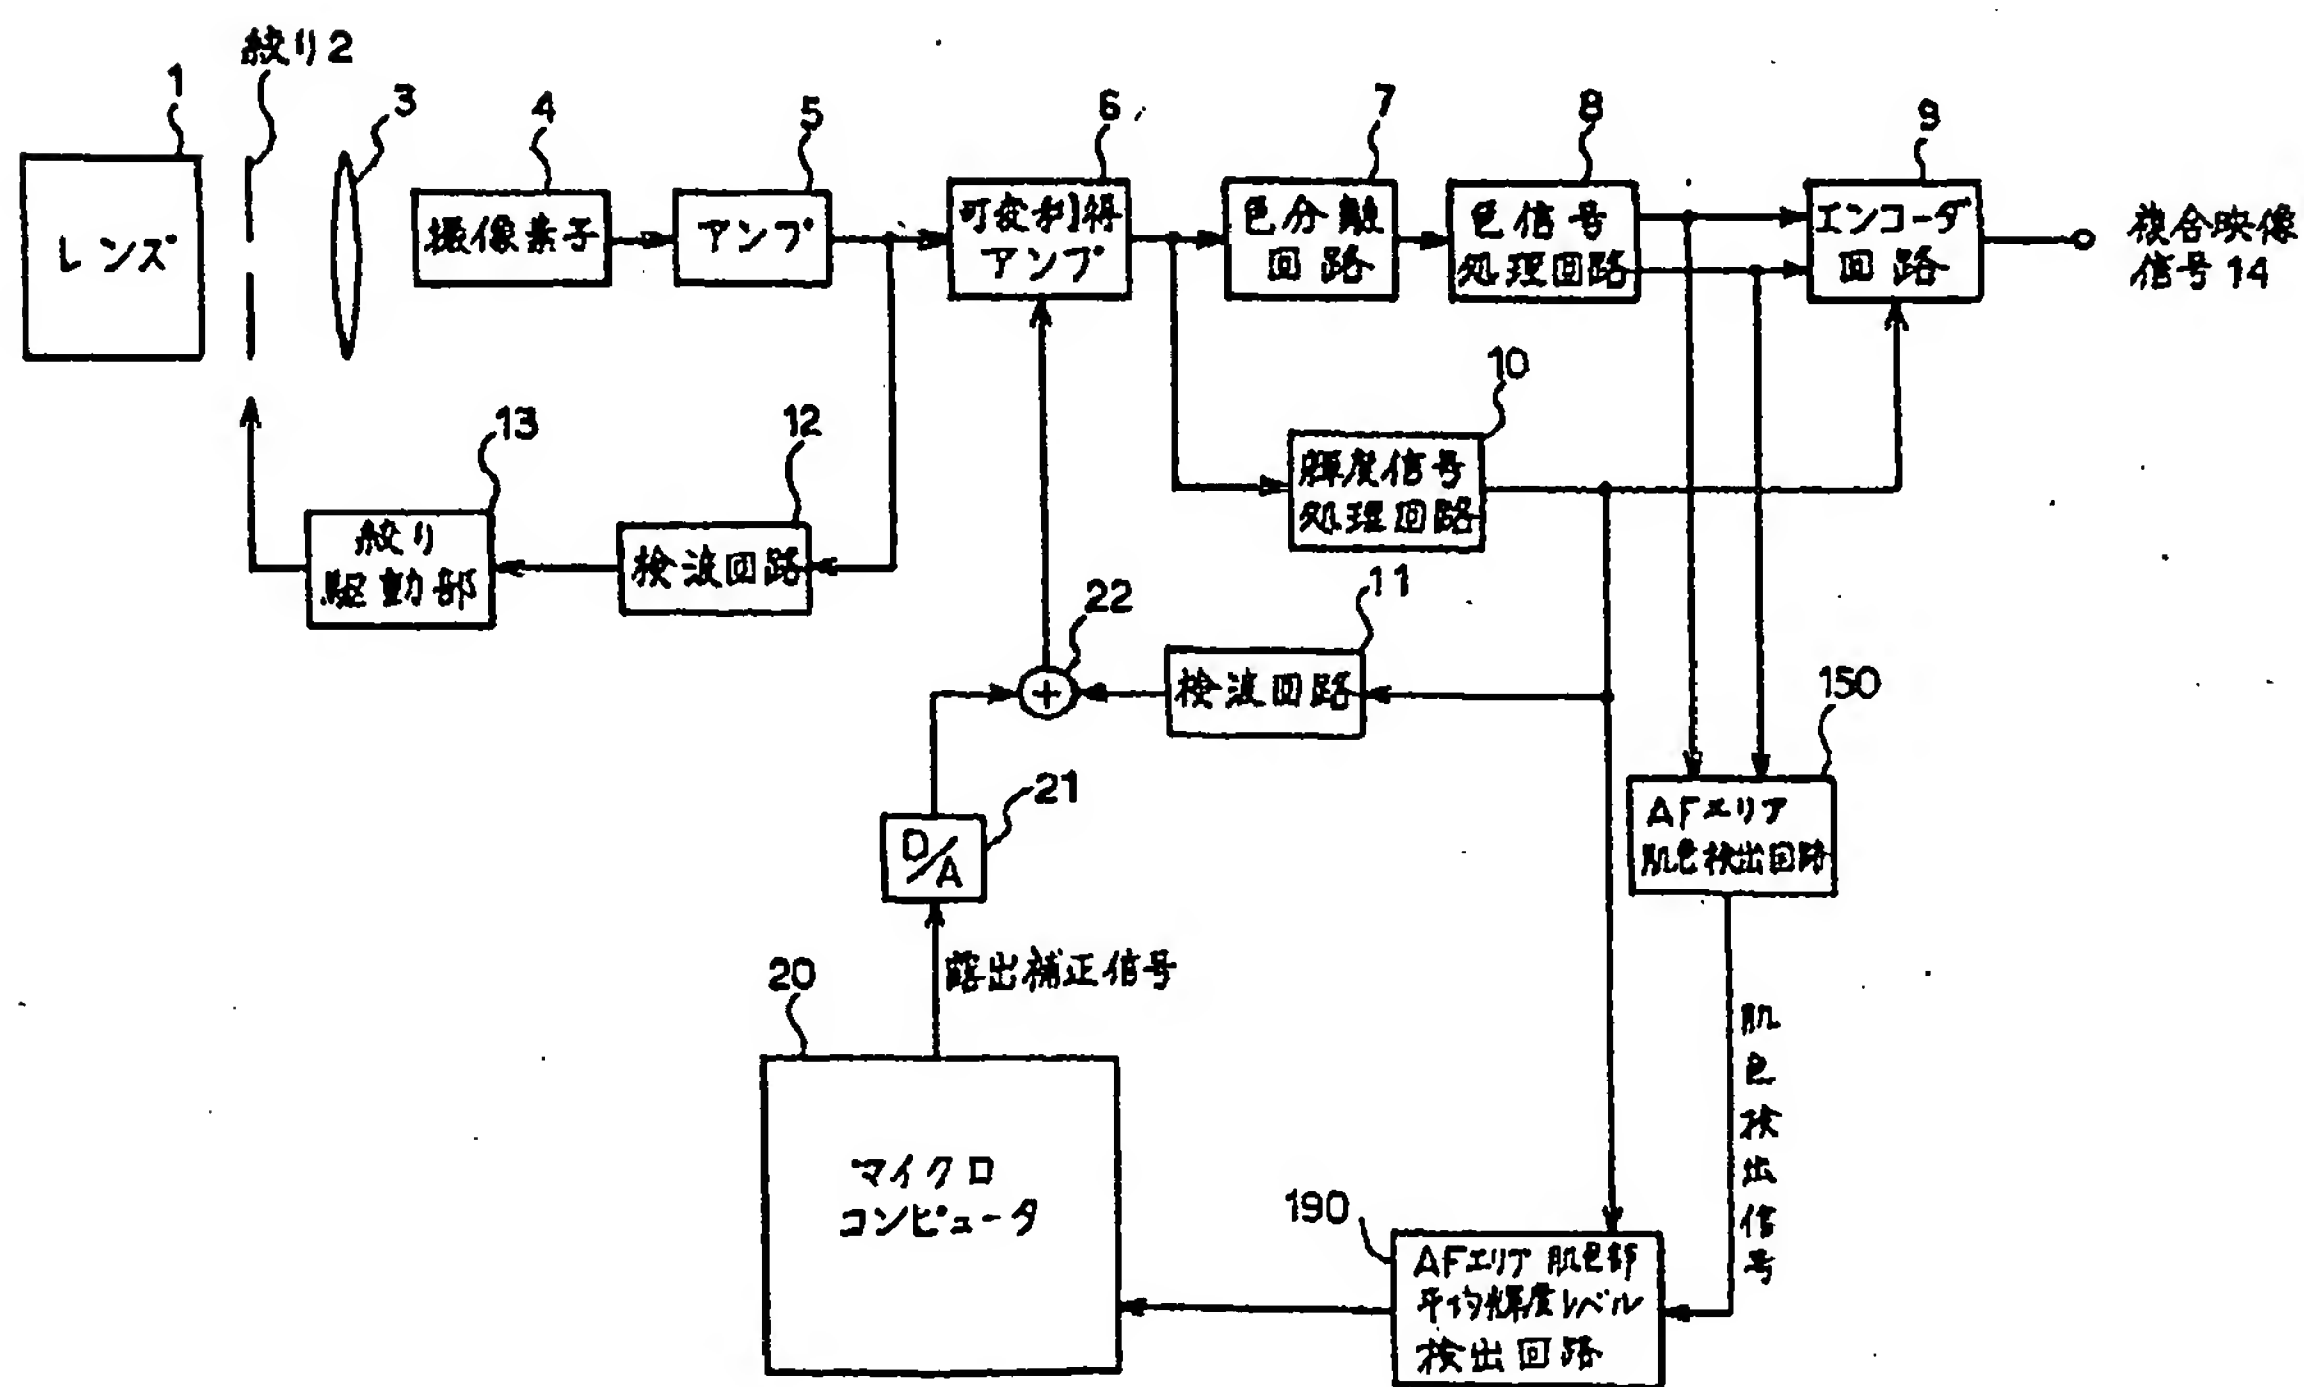 絞り2
1
3
4
5
6
7
8
9
レンズ
撮像素子
アンプ
可変利得
アンプ
色分離
回路
色信号
処理回路
エンコーダ
回路
複合映像
信号14
10
輝度信号
処理回路
13
12
絞り
駆動部
検波回路
22
11
検波回路
150
AFエリア
肌色検出回路
21
D/A
露出補正信号
20
肌色検出信号
マイクロ
コンピュータ
190
AFエリア肌色部
平均輝度レベル
検出回路